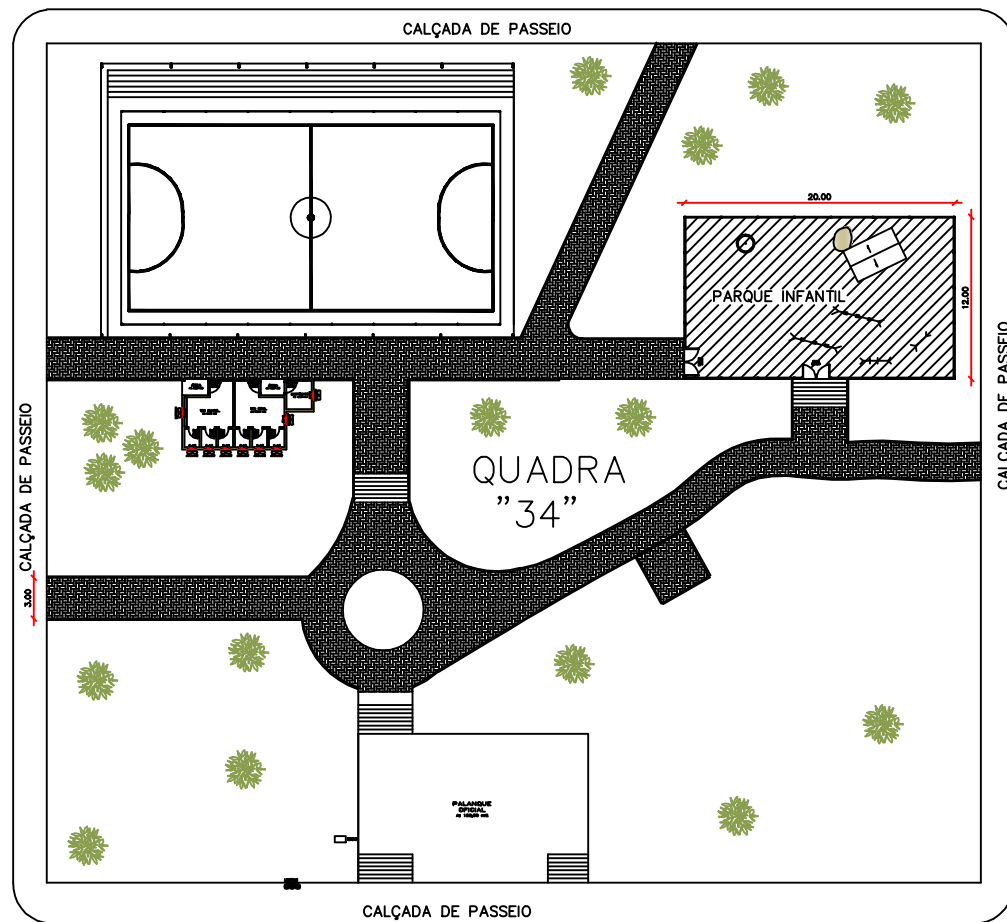 CALÇADA DE PASSEIO
20.00
PARQUE INFANTIL
12.00
CALÇADA DE PASSEIO
CALÇADA DE PASSEIO
QUADRA
"34"
3.00
PALANQUE
OFICIAL
CALÇADA DE PASSEIO